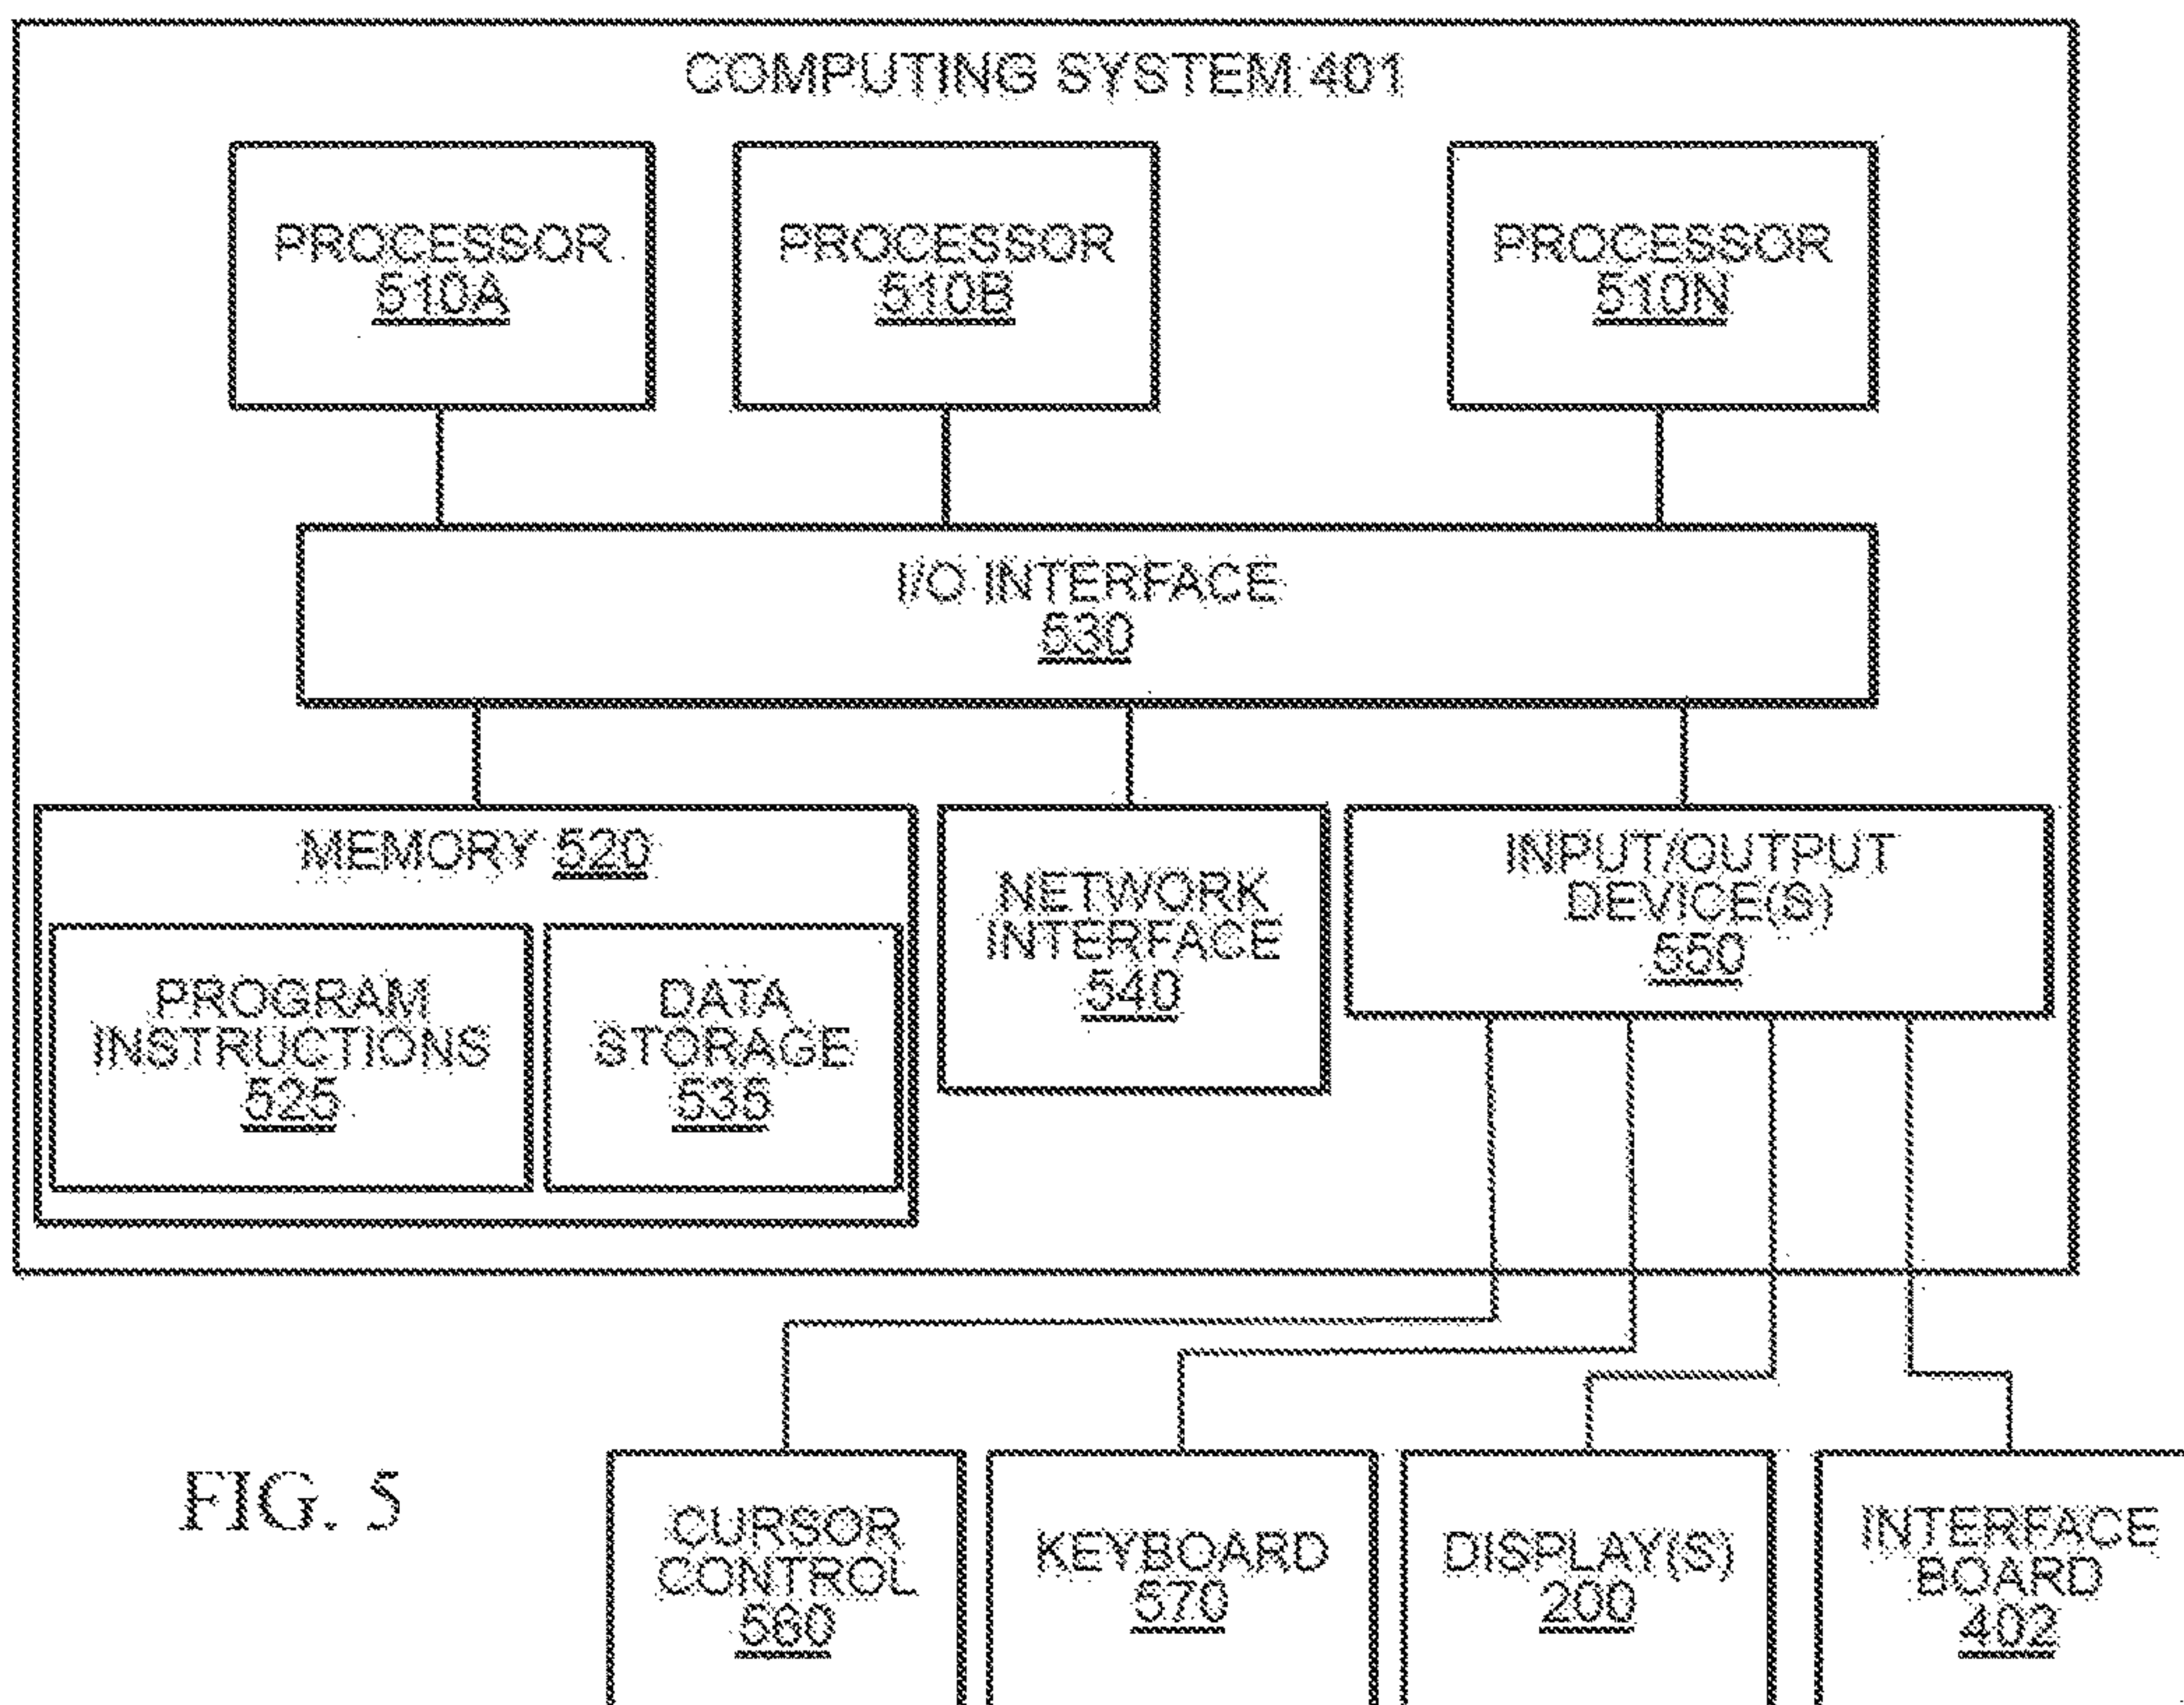 COMPUTING SYSTEM 401
PROCESSOR
510A
PROCESSOR
510B
PROCESSOR
510N
I/O INTERFACE
530
MEMORY 520
PROGRAM
INSTRUCTIONS
525
DATA
STORAGE
535
NETWORK
INTERFACE
540
INPUT/OUTPUT
DEVICE(S)
550
FIG. 5
CURSOR
CONTROL
560
KEYBOARD
570
DISPLAY(S)
200
INTERFACE
BOARD
402